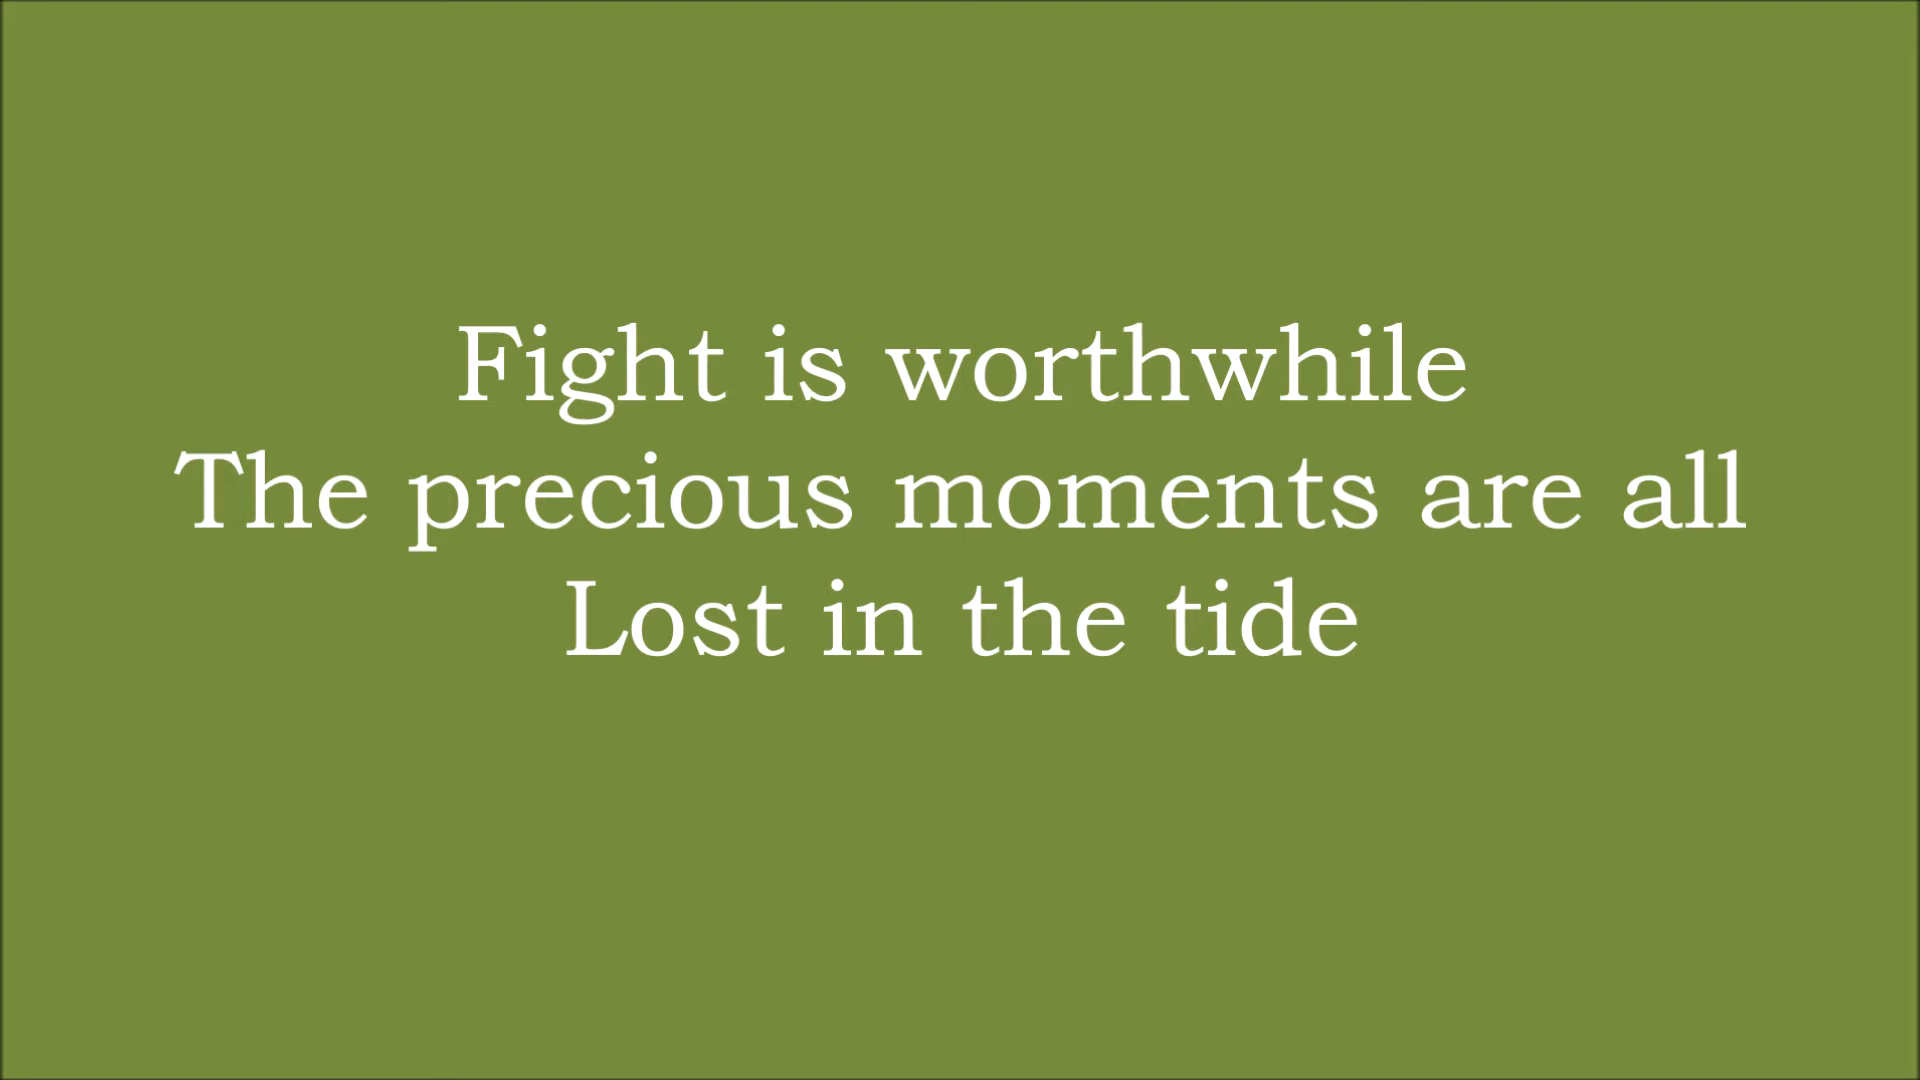 Fight is worthwhile
The precious moments are all
Lost in the tide